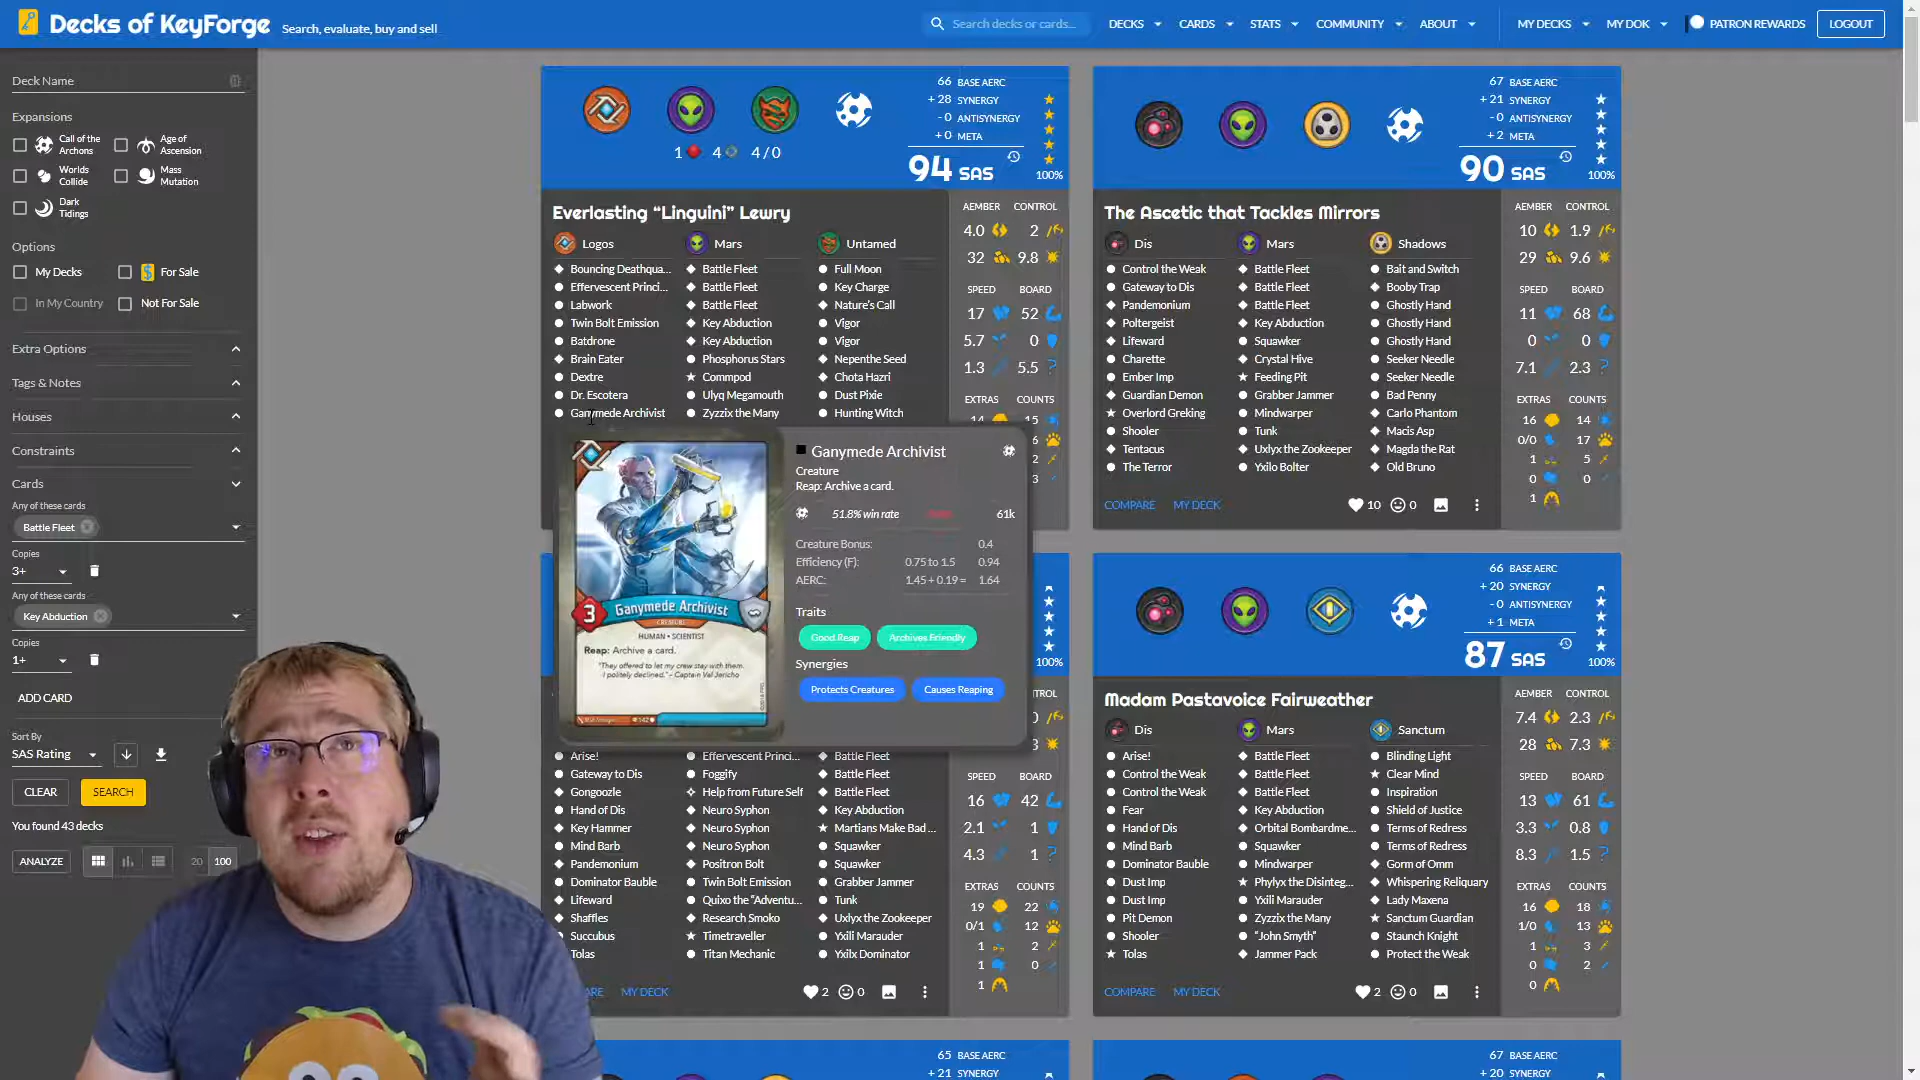 Decks of KeyForge Search, evaluate, buy and sell
Search decks or cards...
DECKS CARDS STATS COMMUNITY ABOUT MY DECKS MY DOK PATRON REWARDS LOGOUT
Deck Name
Expansions
Call of the Archons
Age of Ascension
Worlds Collide
Mass Mutation
Dark Tidings
Options
My Decks For Sale
In My Country Not For Sale
Extra Options
Tags & Notes
Houses
Constraints
Cards
Any of these cards
Battle Fleet
Copies
3+
Any of these cards
Key Abduction
Copies
1+
ADD CARD
Sort By
SAS Rating
CLEAR SEARCH
You found 43 decks
ANALYZE 20 100
1 4 4/0
66 BASE AERC
+ 28 SYNERGY
- 0 ANTISYNERGY
+ 0 META
94 SAS
100%
Everlasting “Linguini” Lewry
Logos
Bouncing Deathqua...
Effervescent Princi...
Labwork
Twin Bolt Emission
Batdrone
Brain Eater
Dextre
Dr. Escotera
Ganymede Archivist
Mars
Battle Fleet
Battle Fleet
Battle Fleet
Key Abduction
Key Abduction
Phosphorus Stars
Commpod
Ulyq Megamouth
Zyzzix the Many
Untamed
Full Moon
Key Charge
Nature's Call
Vigor
Vigor
Nepenthe Seed
Chota Hazri
Dust Pixie
Hunting Witch
AEMBER CONTROL
4.0 2
32 9.8
SPEED BOARD
17 52
5.7 0
1.3 5.5
EXTRAS COUNTS
14 15
6
2
3
Ganymede Archivist
3
CREATURE
HUMAN • SCIENTIST
Reap: Archive a card.
"They offered to let my crew stay with them.
I politely declined." – Captain Val Jericho
Ganymede Archivist
Creature
Reap: Archive a card.
51.8% win rate 61k
Creature Bonus: 0.4
Efficiency (F): 0.75 to 1.5 0.94
AERC: 1.45 + 0.19 = 1.64
Traits
Good Reap Archives Friendly
Synergies
Protects Creatures Causes Reaping
67 BASE AERC
+ 21 SYNERGY
- 0 ANTISYNERGY
+ 2 META
90 SAS
100%
The Ascetic that Tackles Mirrors
Dis
Control the Weak
Gateway to Dis
Pandemonium
Poltergeist
Lifeward
Charette
Ember Imp
Guardian Demon
Overlord Greking
Shooler
Tentacus
The Terror
Mars
Battle Fleet
Battle Fleet
Battle Fleet
Key Abduction
Squawker
Crystal Hive
Feeding Pit
Grabber Jammer
Mindwarper
Tunk
Uxlyx the Zookeeper
Yxilo Bolter
Shadows
Bait and Switch
Booby Trap
Ghostly Hand
Ghostly Hand
Ghostly Hand
Seeker Needle
Seeker Needle
Bad Penny
Carlo Phantom
Macis Asp
Magda the Rat
Old Bruno
AEMBER CONTROL
10 1.9
29 9.6
SPEED BOARD
11 68
0 0
7.1 2.3
EXTRAS COUNTS
16 14
0/0 17
1 5
0 0
1
COMPARE MY DECK 10 0
100%
Arise!
Gateway to Dis
Gongoozle
Hand of Dis
Key Hammer
Mind Barb
Pandemonium
Dominator Bauble
Lifeward
Shaffles
Succubus
Tolas
Effervescent Princi...
Foggify
Help from Future Self
Neuro Syphon
Neuro Syphon
Neuro Syphon
Positron Bolt
Twin Bolt Emission
Quixo the "Adventu...
Research Smoko
Timetraveller
Titan Mechanic
Battle Fleet
Battle Fleet
Battle Fleet
Key Abduction
Martians Make Bad ...
Squawker
Squawker
Grabber Jammer
Tunk
Uxlyx the Zookeeper
Yxili Marauder
Yxilx Dominator
SPEED BOARD
16 42
2.1 1
4.3 1
EXTRAS COUNTS
19 22
0/1 12
1 2
1 0
1
ARE MY DECK 2 0
66 BASE AERC
+ 20 SYNERGY
- 0 ANTISYNERGY
+ 1 META
87 SAS
100%
Madam Pastavoice Fairweather
Dis
Arise!
Control the Weak
Control the Weak
Fear
Hand of Dis
Mind Barb
Dominator Bauble
Dust Imp
Dust Imp
Pit Demon
Shooler
Tolas
Mars
Battle Fleet
Battle Fleet
Battle Fleet
Key Abduction
Orbital Bombardme...
Squawker
Mindwarper
Phylyx the Disinteg...
Yxili Marauder
Zyzzix the Many
"John Smyth"
Jammer Pack
Sanctum
Blinding Light
Clear Mind
Inspiration
Shield of Justice
Terms of Redress
Terms of Redress
Gorm of Omm
Whispering Reliquary
Lady Maxena
Sanctum Guardian
Staunch Knight
Protect the Weak
AEMBER CONTROL
7.4 2.3
28 7.3
SPEED BOARD
13 61
3.3 0.8
8.3 1.5
EXTRAS COUNTS
16 18
1/0 13
1 3
0 2
0
COMPARE MY DECK 2 0
65 BASE AERC
+ 21 SYNERGY
67 BASE AERC
+ 20 SYNERGY